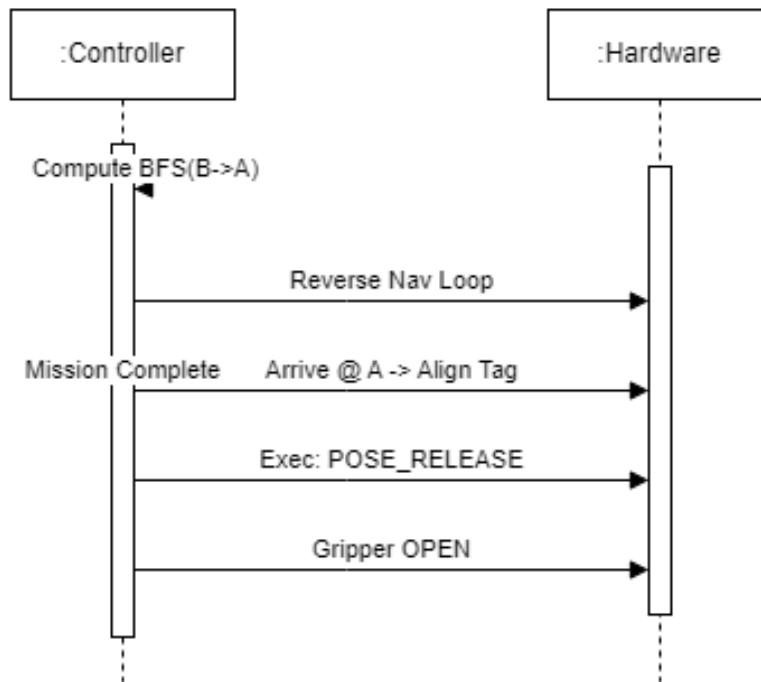 :Controller
:Hardware
Compute BFS(B->A)
Reverse Nav Loop
Mission Complete
Arrive @ A -> Align Tag
Exec: POSE_RELEASE
Gripper OPEN